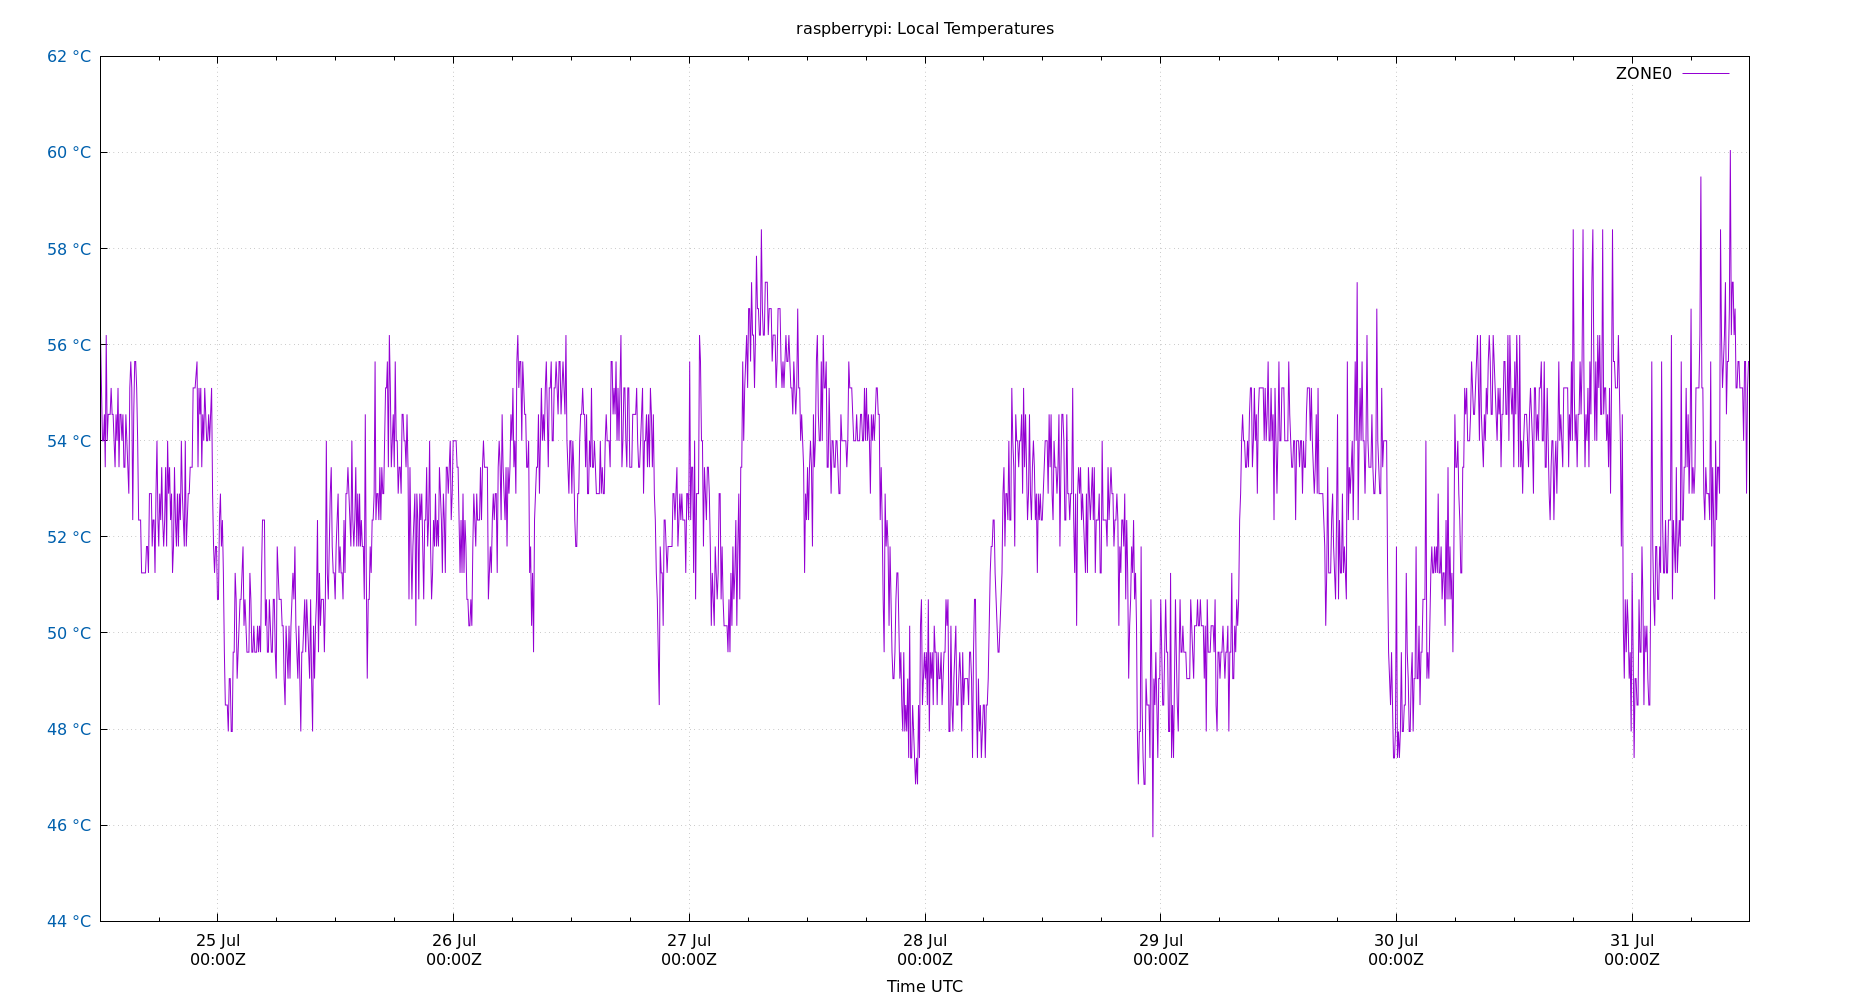 raspberrypi: Local Temperatures
ZONE0
62 °C
60 °C
58 °C
56 °C
54 °C
52 °C
50 °C
48 °C
46 °C
44 °C
25 Jul 26 Jul 27 Jul 28 Jul 29 Jul 30 Jul 31 Jul
00:00Z 00:00Z 00:00Z 00:00Z 00:00Z 00:00Z 00:00Z
Time UTC